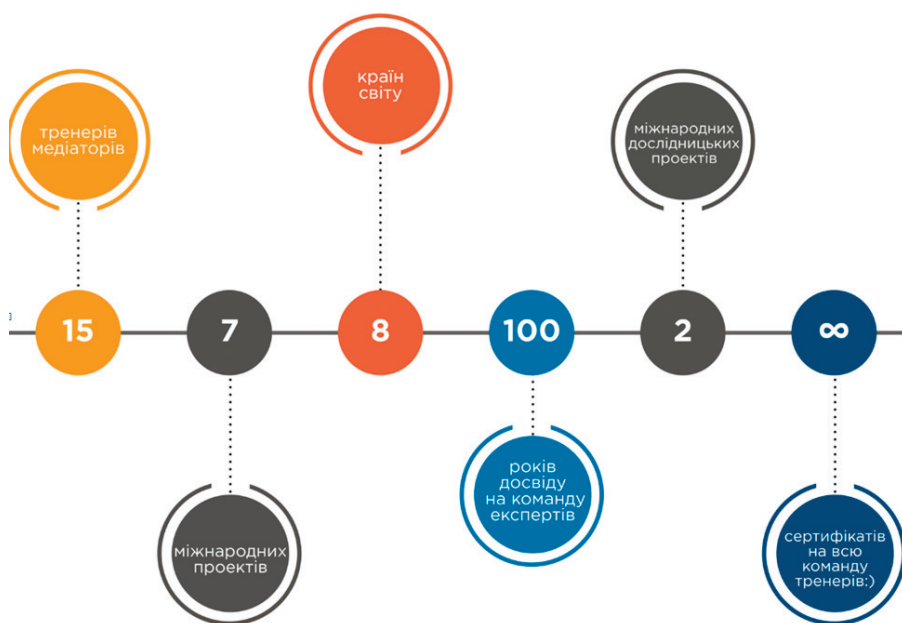 країн
світу
тренерів
медіаторів
міжнародних
дослідницьких
проектів
15
7
8
100
2
∞
років
досвіду
на команду
експертів
міжнародних
проектів
сертифікатів
на всю
команду
тренерів:)